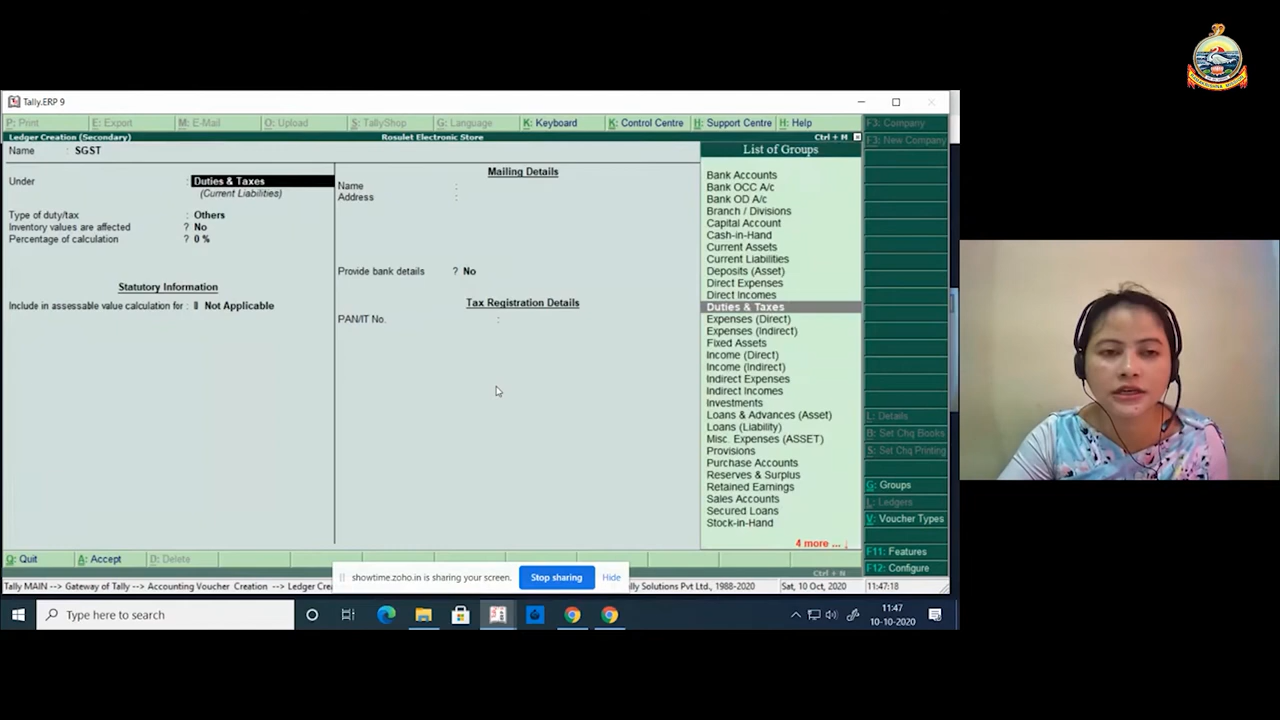 Tally.ERP 9
P: Print E: Export M: E-Mail O: Upload S: TallyShop G: Language K: Keyboard K: Control Centre H: Support Centre H: Help
F3: Company
F3: New Company
Ledger Creation (Secondary) Rosulet Electronic Store Ctrl + M
Name : SGST
Under : Duties & Taxes
(Current Liabilities)
Type of duty/tax : Others
Inventory values are affected ? No
Percentage of calculation ? 0 %
Statutory Information
Include in assessable value calculation for : Not Applicable
Mailing Details
Name :
Address :
Provide bank details ? No
Tax Registration Details
PAN/IT No. :
List of Groups
Bank Accounts
Bank OCC A/c
Bank OD A/c
Branch / Divisions
Capital Account
Cash-in-Hand
Current Assets
Current Liabilities
Deposits (Asset)
Direct Expenses
Direct Incomes
Duties & Taxes
Expenses (Direct)
Expenses (Indirect)
Fixed Assets
Income (Direct)
Income (Indirect)
Indirect Expenses
Indirect Incomes
Investments
Loans & Advances (Asset)
Loans (Liability)
Misc. Expenses (ASSET)
Provisions
Purchase Accounts
Reserves & Surplus
Retained Earnings
Sales Accounts
Secured Loans
Stock-in-Hand
4 more ... ↓
L: Details
B: Set Chq Books
S: Set Chq Printing
G: Groups
L: Ledgers
V: Voucher Types
F11: Features
F12: Configure
Q: Quit A: Accept D: Delete
Ctrl + N
showtime.zoho.in is sharing your screen. Stop sharing Hide
Tally MAIN --> Gateway of Tally --> Accounting Voucher Creation --> Ledger Cre
lly Solutions Pvt Ltd., 1988-2020 Sat, 10 Oct, 2020 11:47:18
Type here to search
11:47
10-10-2020